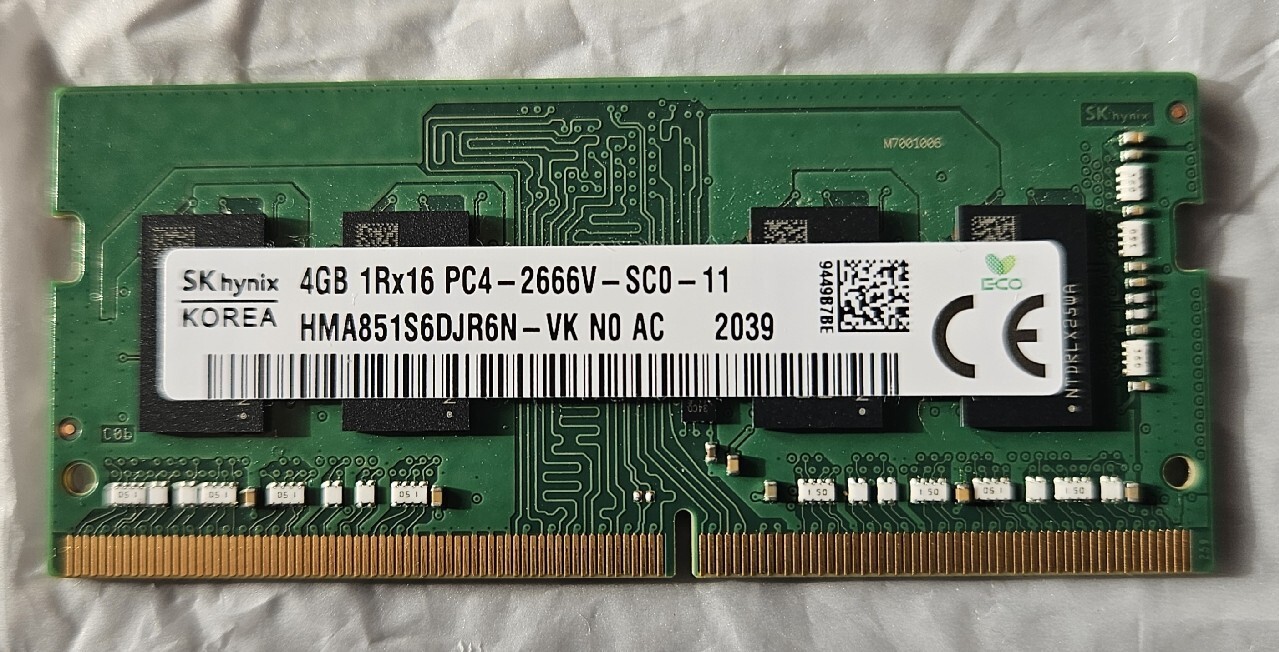 SK hynix
M7001006
SK hynix
KOREA
4GB 1Rx16 PC4-2666V-SC0-11
HMA851S6DJR6N-VK N0 AC 2039
9449B7BE
ECO
CE
C06